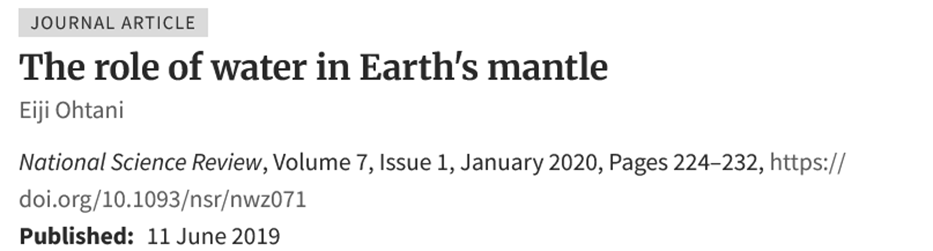 JOURNAL ARTICLE
The role of water in Earth's mantle
Eiji Ohtani
National Science Review, Volume 7, Issue 1, January 2020, Pages 224–232, https://
doi.org/10.1093/nsr/nwz071
Published: 11 June 2019